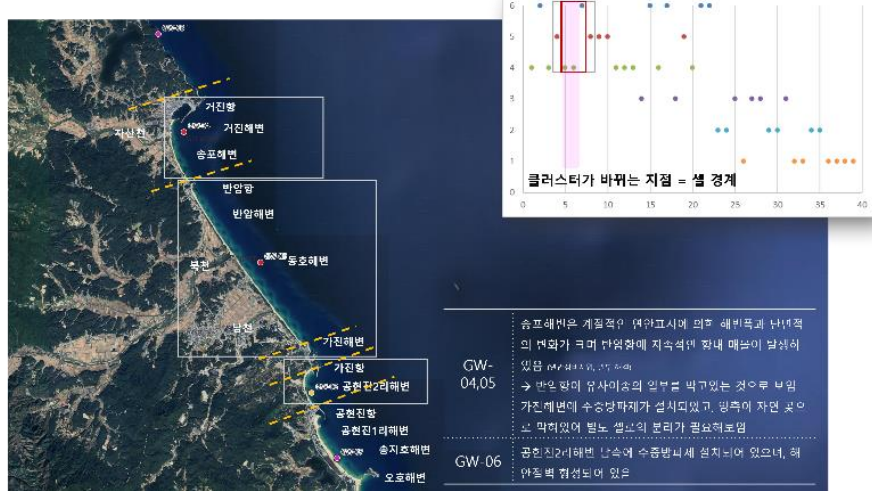 6
5
4
3
2
1
0
클러스터가 바뀌는 지점 = 셀 경계
0 5 10 15 20 25 30 35 40
거진항
거진해변
자산천
송포해변
반암항
반암해변
북천
동호해변
남천
가진해변
가진항
공현진2리해변
공현진항
공현진1리해변
송지호해변
오호해변
GW-
04,05
송포해변은 계절적인 연안표사에 의한 해빈폭과 단면적
의 변화가 크며 반암항에 지속적인 항내 매몰이 발생하
있음
→ 반암항이 유사이송의 일부를 막고있는 것으로 보임
가진해변에 수중방파제가 설치되었고, 양측이 자연 곶으
로 막혀있어 별도 셀로의 분리가 필요해보임
GW-06
공현진2리해변 남측에 수중방파제 설치되어 있으며, 해
안절벽 형성되어 있음